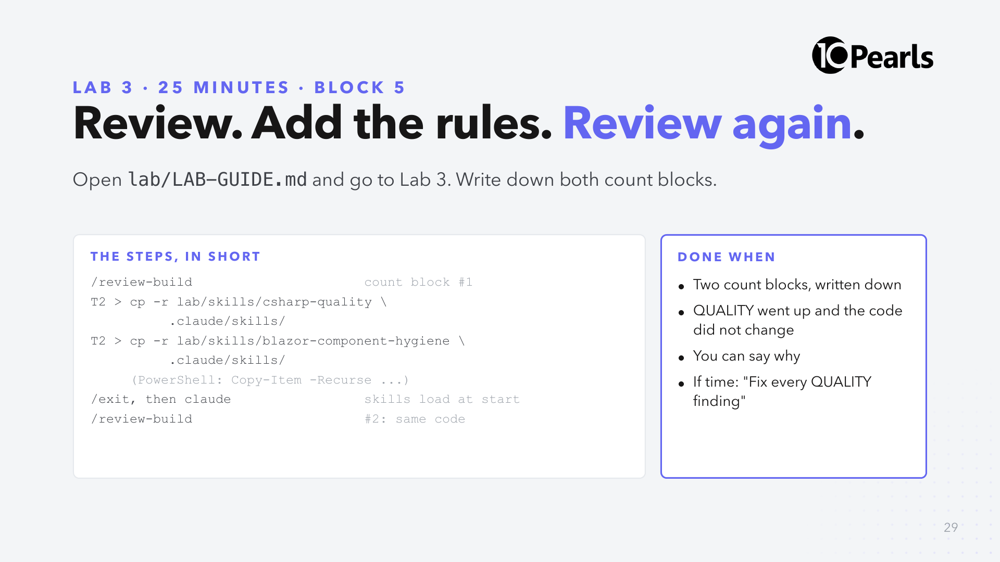 10Pearls
LAB 3 · 25 MINUTES · BLOCK 5
Review. Add the rules. Review again.
Open lab/LAB-GUIDE.md and go to Lab 3. Write down both count blocks.
THE STEPS, IN SHORT
/review-build count block #1
T2 > cp -r lab/skills/csharp-quality \
.claude/skills/
T2 > cp -r lab/skills/blazor-component-hygiene \
.claude/skills/
(PowerShell: Copy-Item -Recurse ...)
/exit, then claude skills load at start
/review-build #2: same code
DONE WHEN
• Two count blocks, written down
• QUALITY went up and the code
did not change
• You can say why
• If time: "Fix every QUALITY
finding"
29